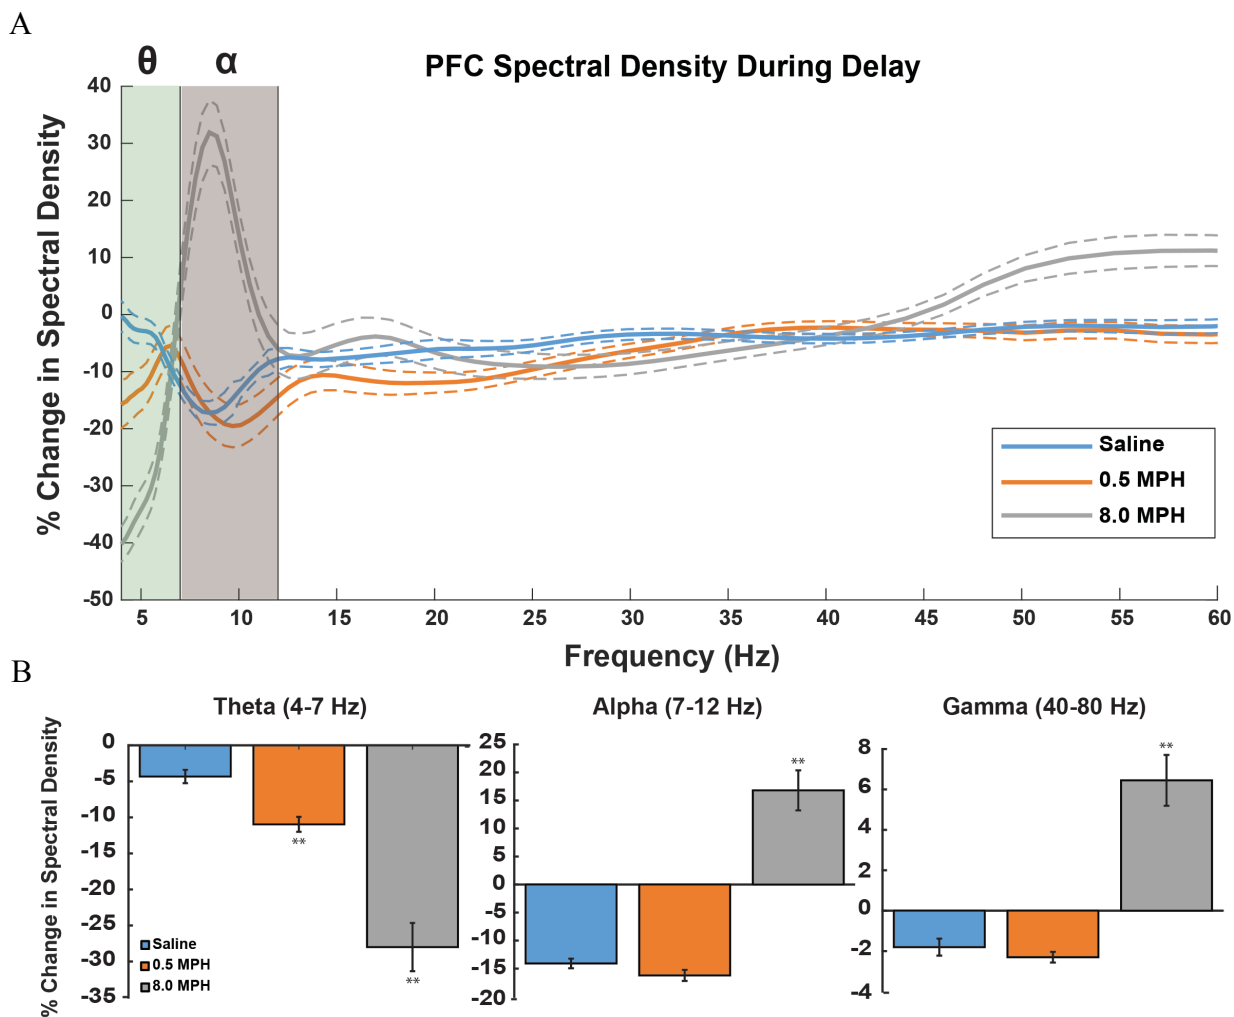 A
θ α
PFC Spectral Density During Delay
% Change in Spectral Density
40
30
20
10
0
-10
-20
-30
-40
-50
5 10 15 20 25 30 35 40 45 50 55 60
Frequency (Hz)
Saline
0.5 MPH
8.0 MPH
B
% Change in Spectral Density
Theta (4-7 Hz)
0
-5
-10
-15
-20
-25
-30
-35
**
**
Saline
0.5 MPH
8.0 MPH
Alpha (7-12 Hz)
25
20
15
10
5
0
-5
-10
-15
-20
**
Gamma (40-80 Hz)
8
6
4
2
0
-2
-4
**